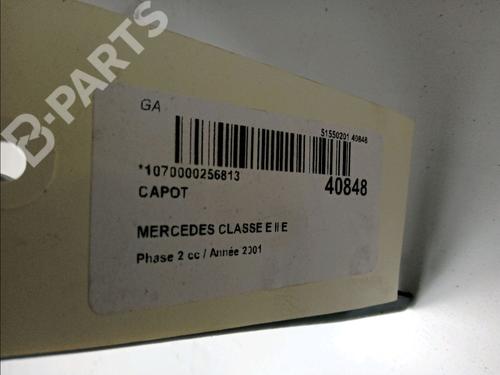 B-PARTS
GA
51550201 40848
*1070000256813
40848
CAPOT
MERCEDES CLASSE E II E
Phase 2 cc / Année 2001